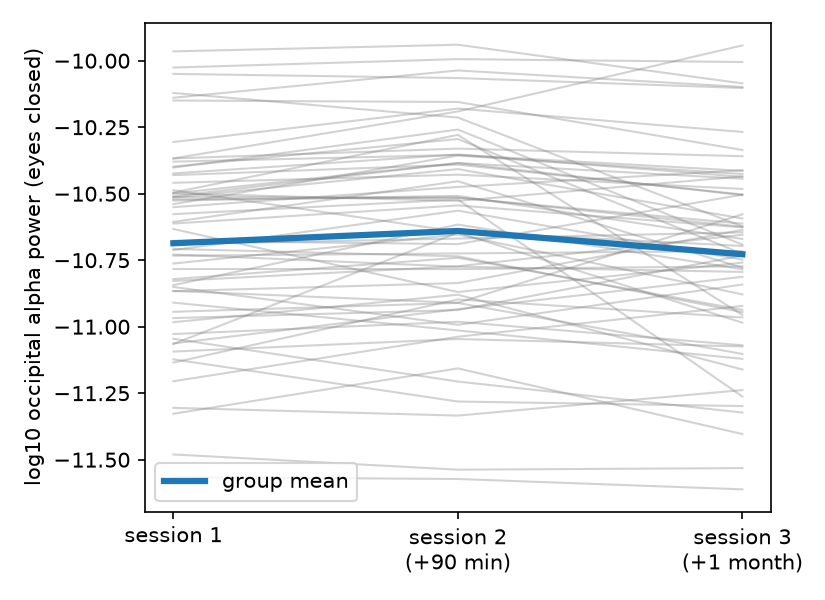 log10 occipital alpha power (eyes closed)
−10.00
−10.25
−10.50
−10.75
−11.00
−11.25
−11.50
group mean
session 1
session 2
(+90 min)
session 3
(+1 month)